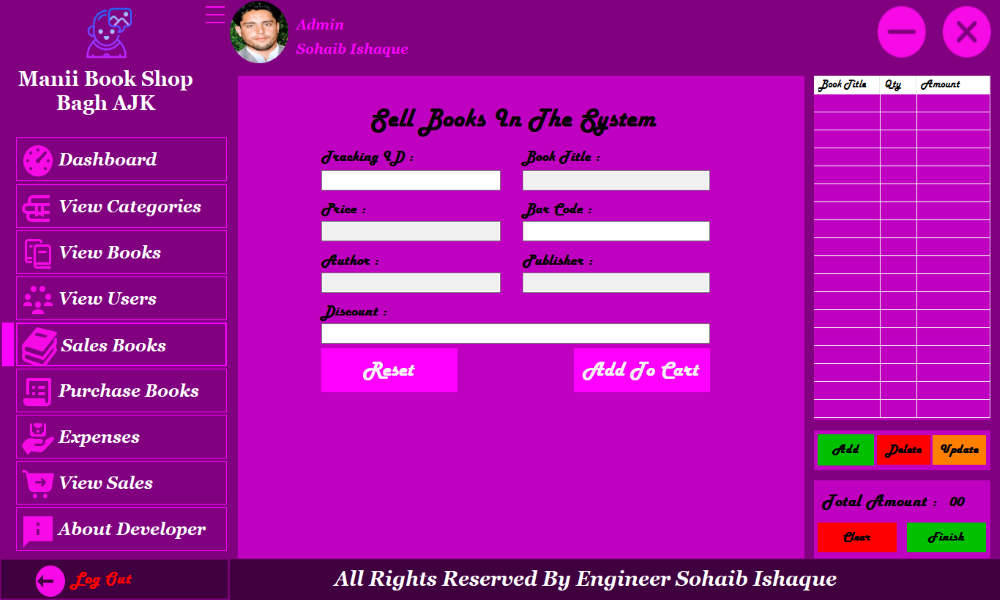 Admin
Sohaib Ishaque
Manii Book Shop
Bagh AJK
Dashboard
View Categories
View Books
View Users
Sales Books
Purchase Books
Expenses
View Sales
About Developer
Log Out
Sell Books In The System
Tracking ID :
Book Title :
Price :
Bar Code :
Author :
Publisher :
Discount :
Reset
Add To Cart
Book Title Qty Amount
Add Delete Update
Total Amount : 00
Clear Finish
All Rights Reserved By Engineer Sohaib Ishaque